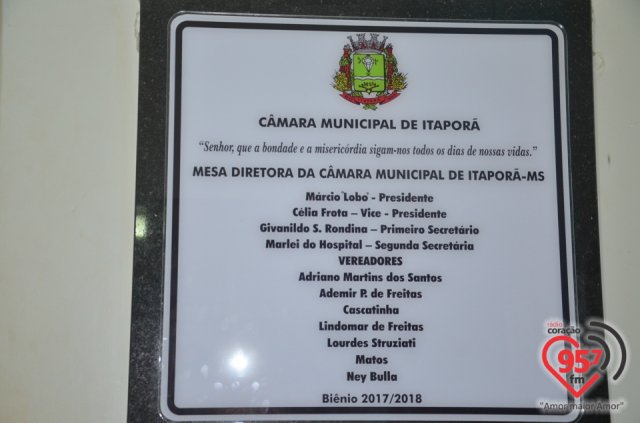 CÂMARA MUNICIPAL DE ITAPORÃ
"Senhor, que a bondade e a misericórdia sigam-nos todos os dias de nossas vidas."
MESA DIRETORA DA CÂMARA MUNICIPAL DE ITAPORÃ-MS
Márcio Lobo - Presidente
Célia Frota – Vice - Presidente
Givanildo S. Rondina – Primeiro Secretário
Marlei do Hospital – Segunda Secretária
VEREADORES
Adriano Martins dos Santos
Ademir P. de Freitas
Cascatinha
Lindomar de Freitas
Lourdes Struziati
Matos
Ney Bulla
Biênio 2017/2018
rádio
coração
957
fm
"Amor maior Amor"